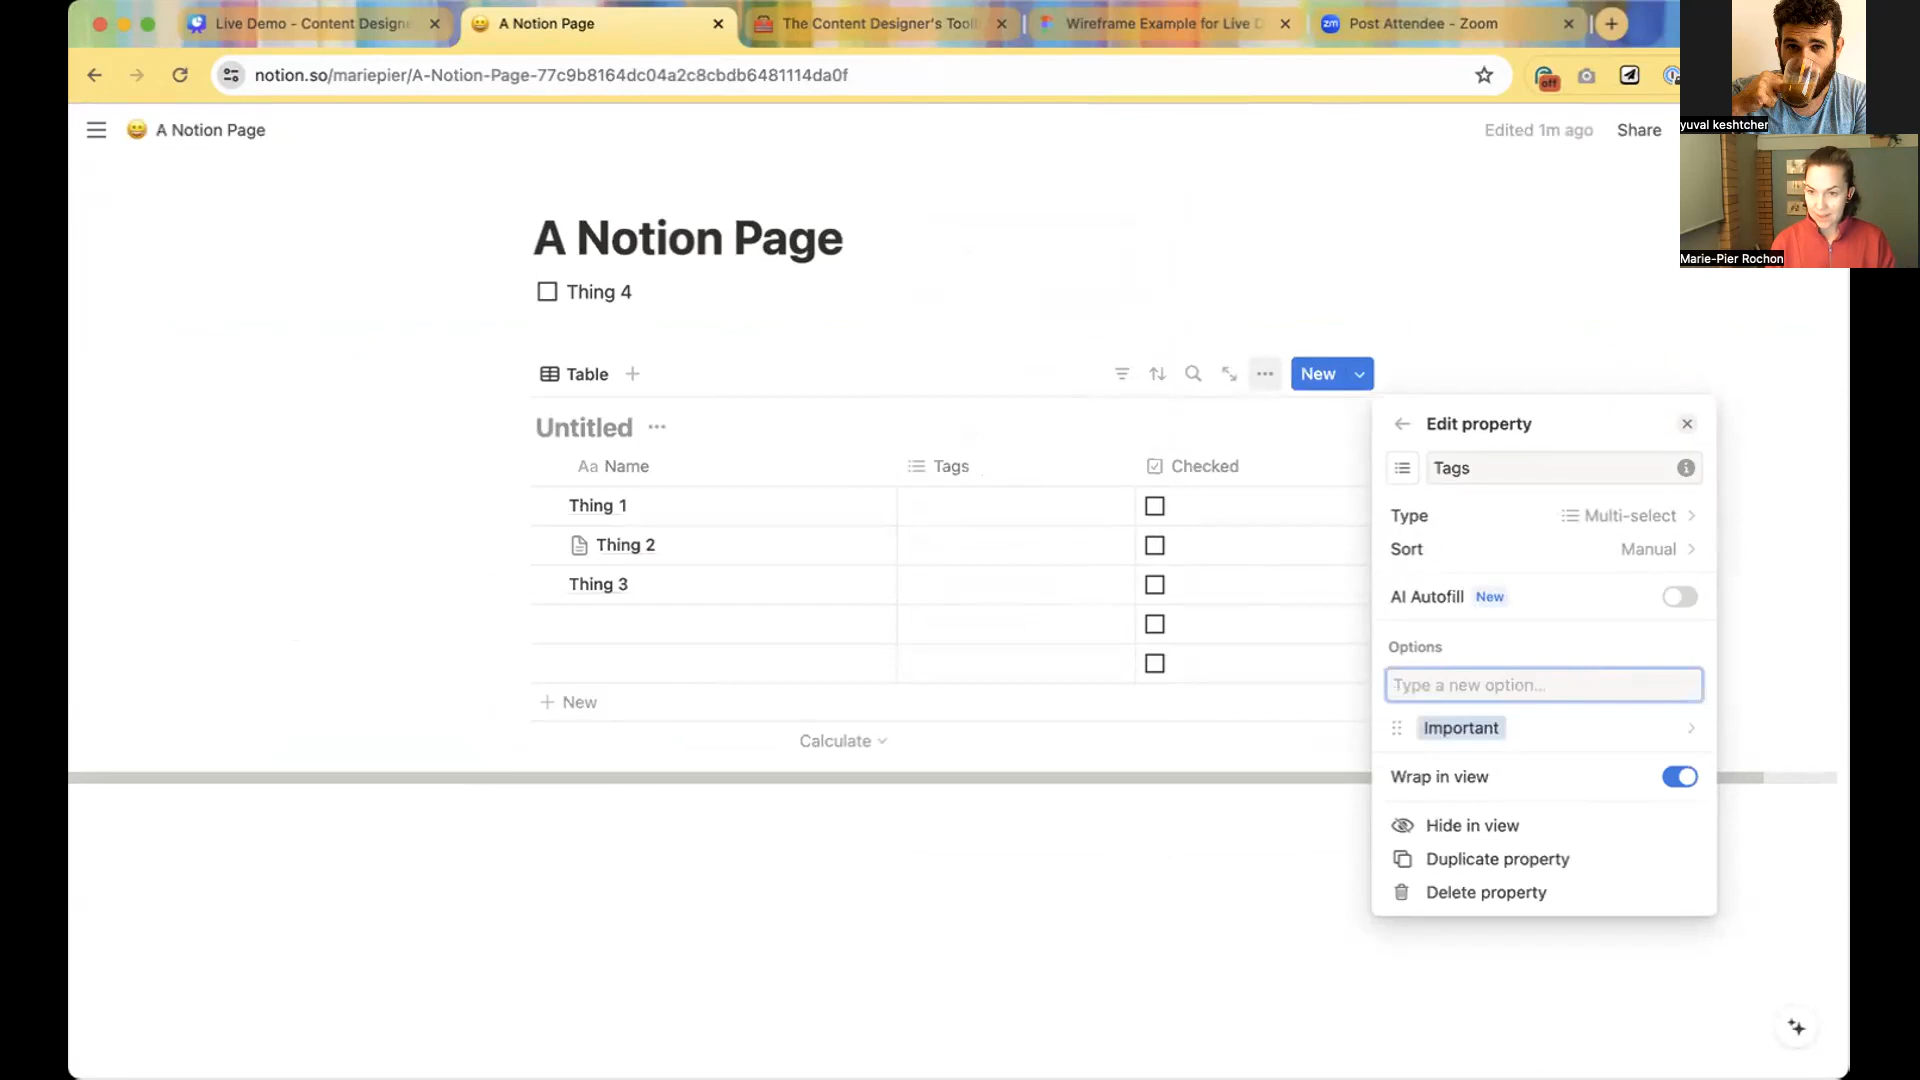 Live Demo - Content Designe
A Notion Page
The Content Designer's Tool
Wireframe Example for Live D
zm
Post Attendee - Zoom
notion.so/mariepier/A-Notion-Page-77c9b8164dc04a2c8cbdb6481114da0f
off
A Notion Page
Edited 1m ago
Share
yuval keshtcher
Marie-Pier Rochon
A Notion Page
Thing 4
Table
New
Untitled
Aa Name
Tags
Checked
Thing 1
Thing 2
Thing 3
New
Calculate
Edit property
Tags
Type
Multi-select
Sort
Manual
AI Autofill New
Options
Type a new option...
Important
Wrap in view
Hide in view
Duplicate property
Delete property